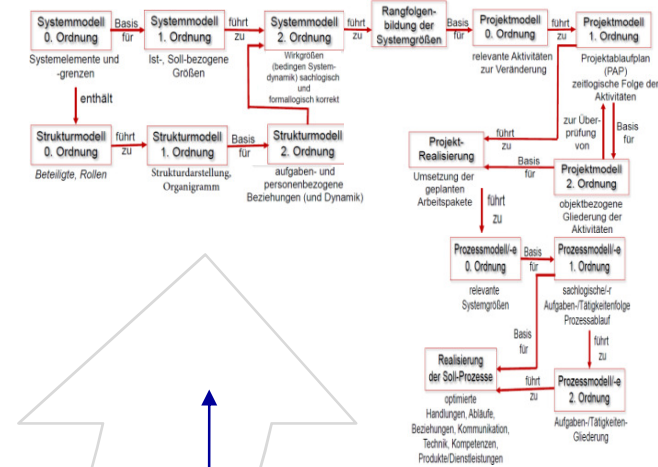 Systemmodell
0. Ordnung
Basis
für
Systemmodell
1. Ordnung
führt
zu
Systemmodell
2. Ordnung
führt
zu
Rangfolgen-
bildung der
Systemgrößen
Basis
für
Projektmodell
0. Ordnung
führt
zu
Projektmodell
1. Ordnung
Systemelemente und
-grenzen
Ist-, Soll-bezogene
Größen
Wirkgrößen
(bedingen System-
dynamik) sachlogisch
und
formallogisch korrekt
relevante Aktivitäten
zur Veränderung
Projektablaufplan
(PAP)
zeitlogische Folge der
Aktivitäten
enthält
Strukturmodell
0. Ordnung
führt
zu
Strukturmodell
1. Ordnung
Basis
für
Strukturmodell
2. Ordnung
Beteiligte, Rollen
Strukturdarstellung,
Organigramm
aufgaben- und
personenbezogene
Beziehungen (und Dynamik)
Projekt-
Realisierung
führt
zu
zur Über-
prüfung
von
Basis
für
Basis
für
Projektmodell
2. Ordnung
Umsetzung der
geplanten
Arbeitspakete
objektbezogene
Gliederung der
Aktivitäten
führt
zu
Prozessmodell/-e
0. Ordnung
Basis
für
Prozessmodell/-e
1. Ordnung
relevante
Systemgrößen
sachlogische/-r
Aufgaben-/Tätigkeitenfolge
Prozessablauf
Basis
für
führt
zu
Realisierung
der Soll-Prozesse
führt
zu
Prozessmodell/-e
2. Ordnung
optimierte
Handlungen, Abläufe,
Beziehungen, Kommunikation,
Technik, Kompetenzen,
Produkte/Dienstleistungen
Aufgaben-/Tätigkeiten-
Gliederung